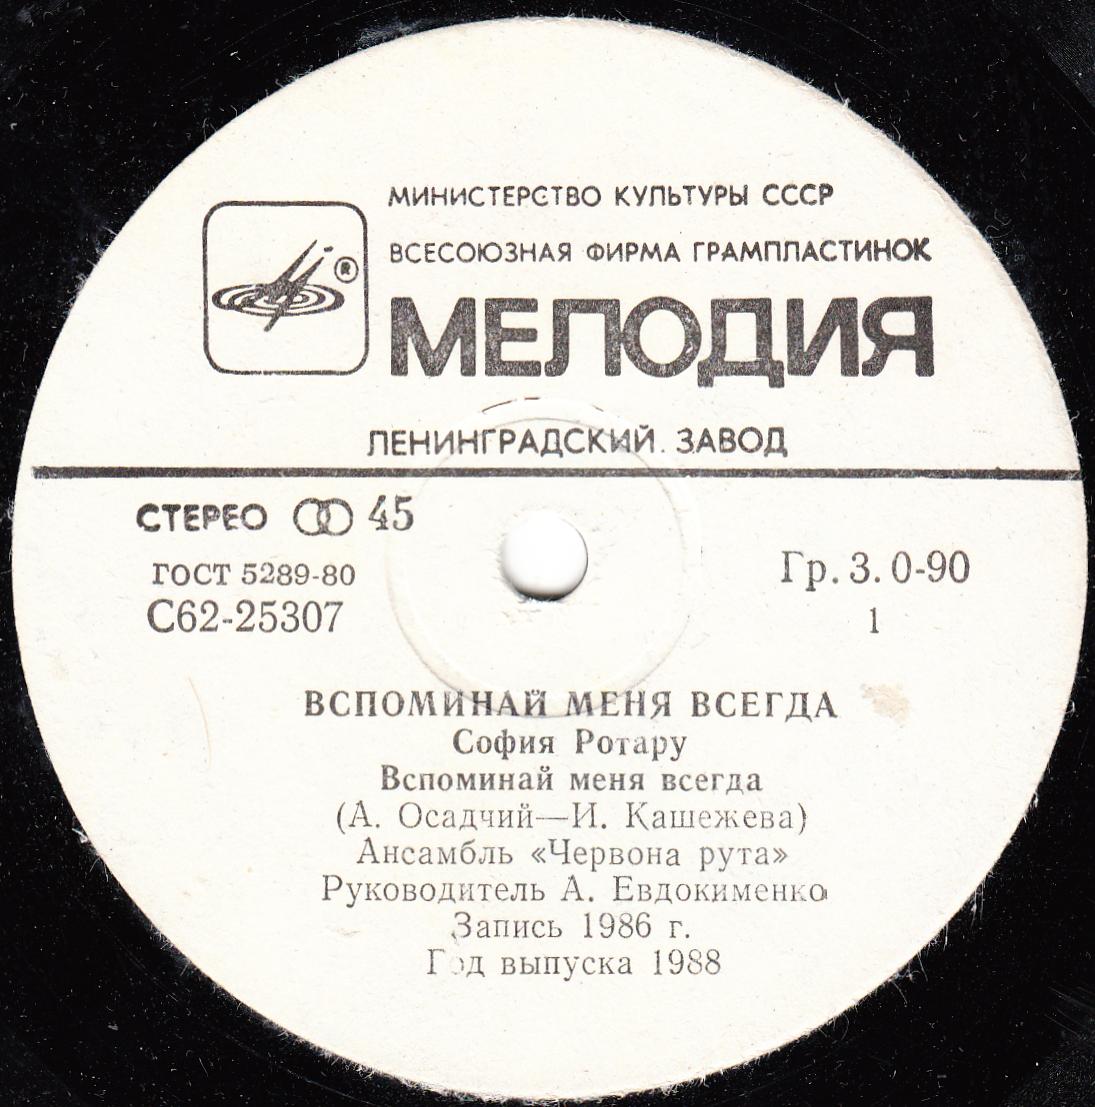 МИНИСТЕРСТВО КУЛЬТУРЫ СССР
ВСЕСОЮЗНАЯ ФИРМА ГРАМПЛАСТИНОК
®
МЕЛОДИЯ
ЛЕНИНГРАДСКИЙ ЗАВОД
СТЕРЕО 45
ГОСТ 5289-80
Гр. 3. 0-90
С62-25307
1
ВСПОМИНАЙ МЕНЯ ВСЕГДА
София Ротару
Вспоминай меня всегда
(А. Осадчий—И. Кашежева)
Ансамбль «Червона рута»
Руководитель А. Евдокименко
Запись 1986 г.
Год выпуска 1988